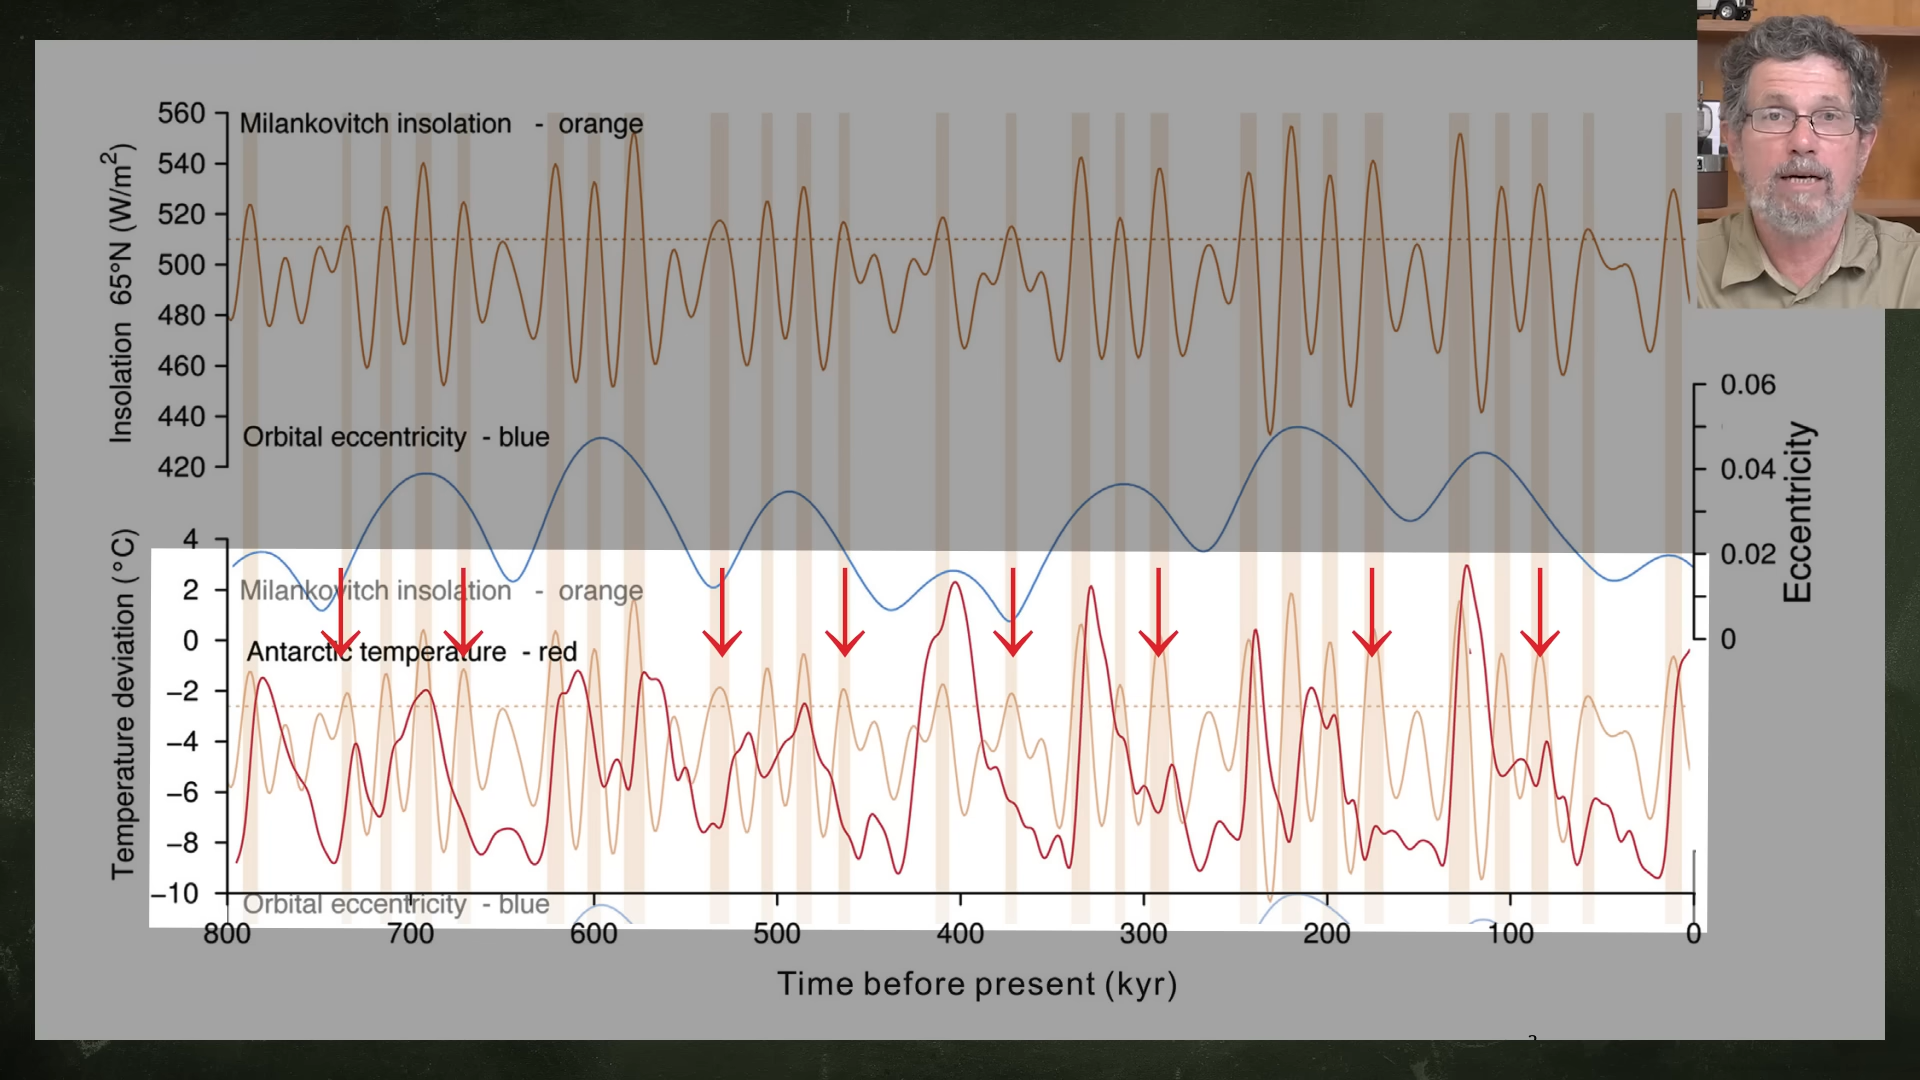 560
540
520
500
480
460
440
420
Insolation 65°N (W/m²)
Milankovitch insolation - orange
Orbital eccentricity - blue
0.06
0.04
0.02
0
Eccentricity
4
2
0
−2
−4
−6
−8
−10
Temperature deviation (°C)
Milankovitch insolation - orange
Antarctic temperature - red
Orbital eccentricity - blue
800 700 600 500 400 300 200 100 0
Time before present (kyr)